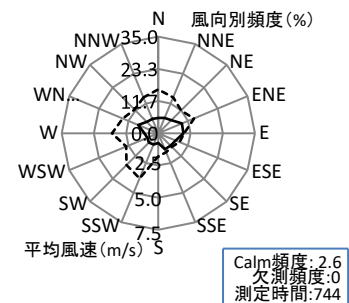 N 風向別頻度(%)
NNW 35.0 NNE
NW 23.3 NE
WN... 11.7 ENE
W 0.0 E
WSW 2.5 ESE
SW 5.0 SE
SSW 7.5 SSE
平均風速(m/s) S
Calm頻度: 2.6
欠測頻度:0
測定時間:744